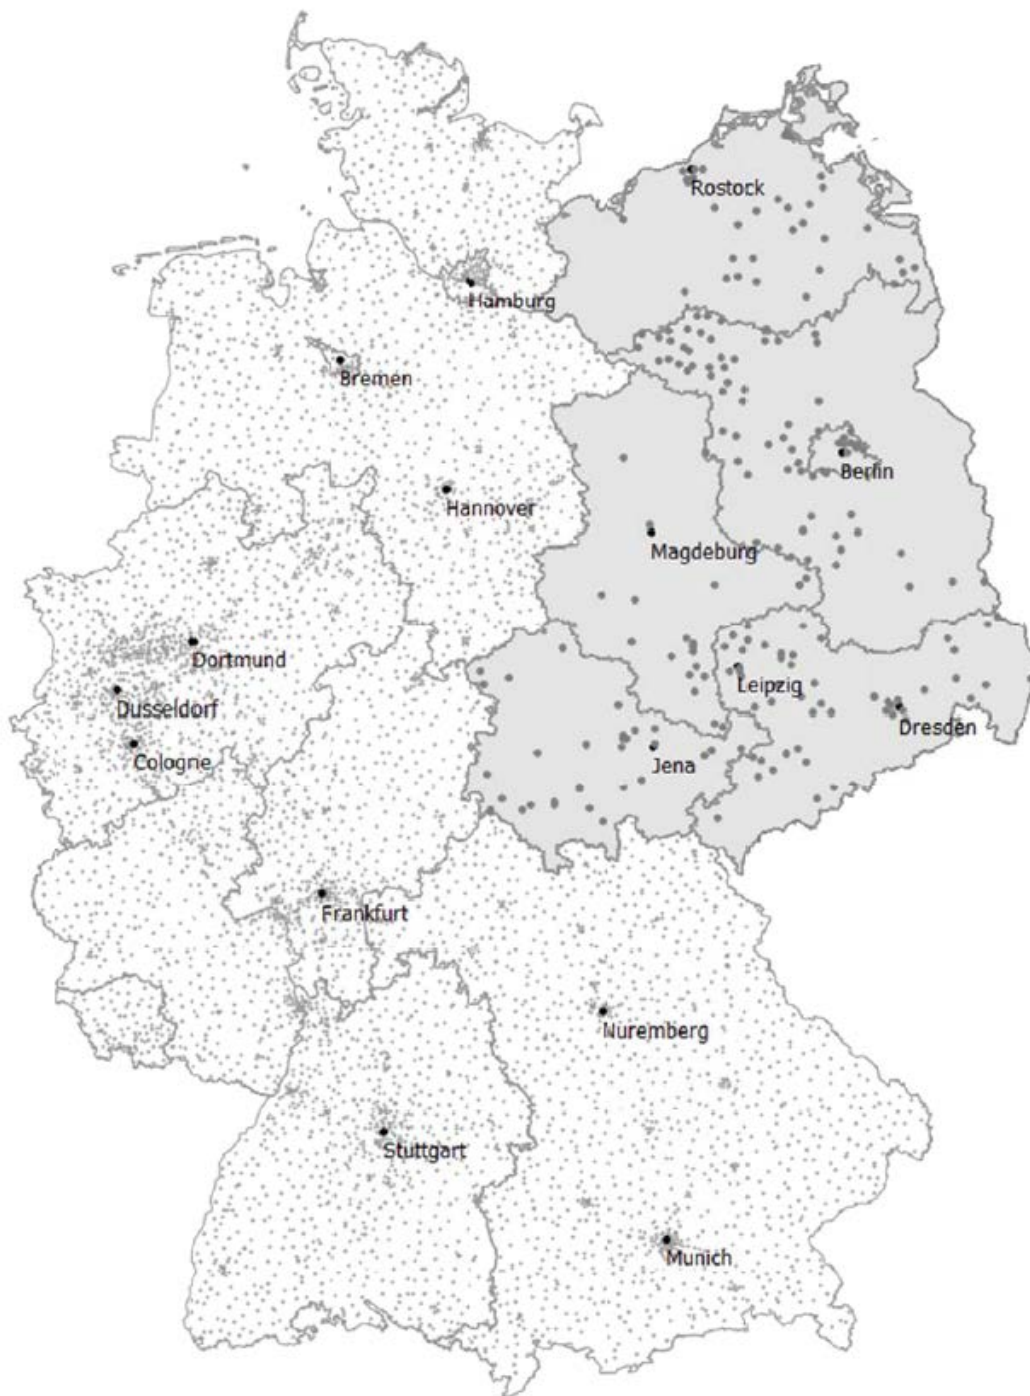 Rostock
Hamburg
Bremen
Berlin
Hannover
Magdeburg
Dortmund
Leipzig
Dusseldorf
Dresden
Cologne
Jena
Frankfurt
Nuremberg
Stuttgart
Munich